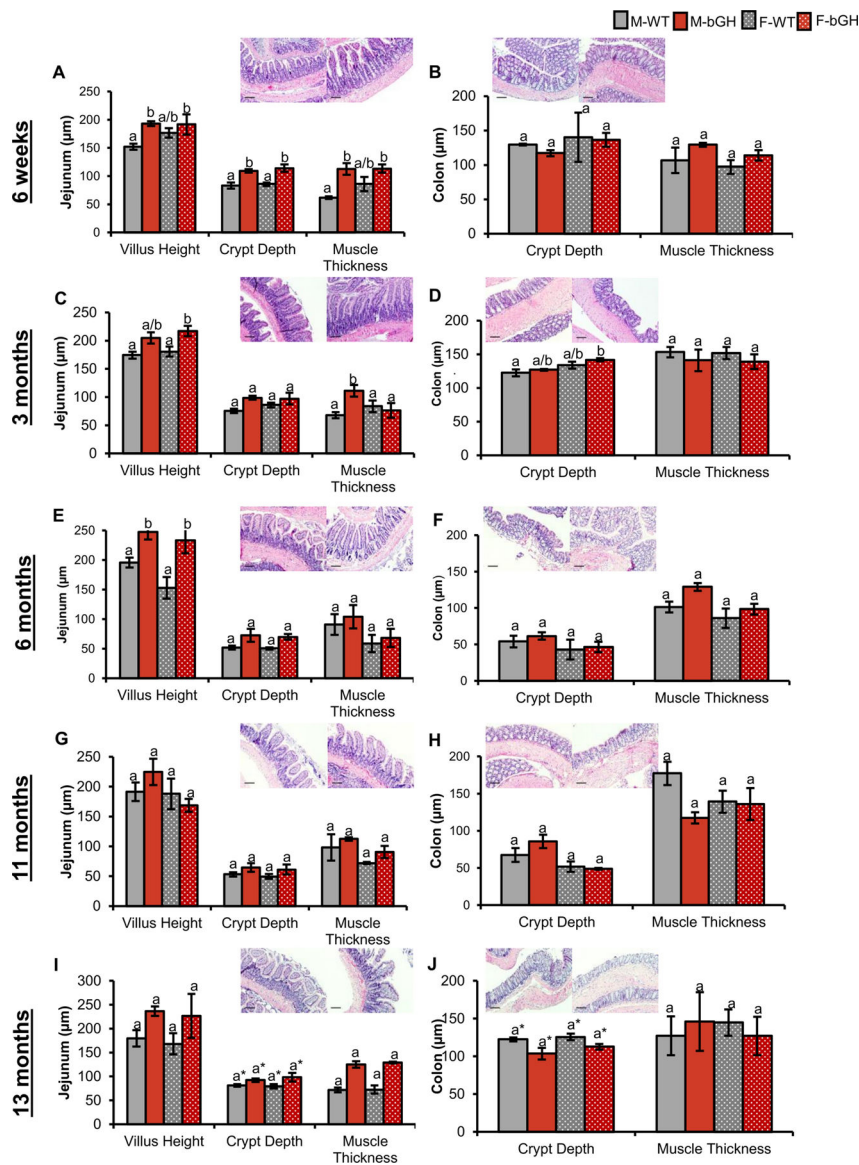 M-WT M-bGH F-WT F-bGH
6 weeks
A
Jejunum (µm)
250
200
150
100
50
0
a b a/b b
a b a b
a b a/b b
Villus Height Crypt Depth Muscle Thickness
B
Colon (µm)
200
150
100
50
0
a a a a
a a a a
Crypt Depth Muscle Thickness
3 months
C
Jejunum (µm)
250
200
150
100
50
0
a a/b a b
a a a a
a b a a
Villus Height Crypt Depth Muscle Thickness
D
Colon (µm)
200
150
100
50
0
a a/b a/b b
a a a a
Crypt Depth Muscle Thickness
6 months
E
Jejunum (µm
250
200
150
100
50
0
a b a b
a a a a
a a a a
Villus Height Crypt Depth Muscle Thickness
F
Colon (µm)
200
150
100
50
0
a a a a
a a a a
Crypt Depth Muscle Thickness
11 months
G
Jejunum (µm)
250
200
150
100
50
0
a a a a
a a a a
a a a a
Villus Height Crypt Depth Muscle Thickness
H
Colon (µm)
200
150
100
50
0
a a a a
a a a a
Crypt Depth Muscle Thickness
13 months
I
Jejunum (µm)
300
250
200
150
100
50
0
a a a a
a* a* a* a*
a a a a
Villus Height Crypt Depth Muscle Thickness
J
Colon (µm)
200
150
100
50
0
a* a* a* a*
a a a a
Crypt Depth Muscle Thickness